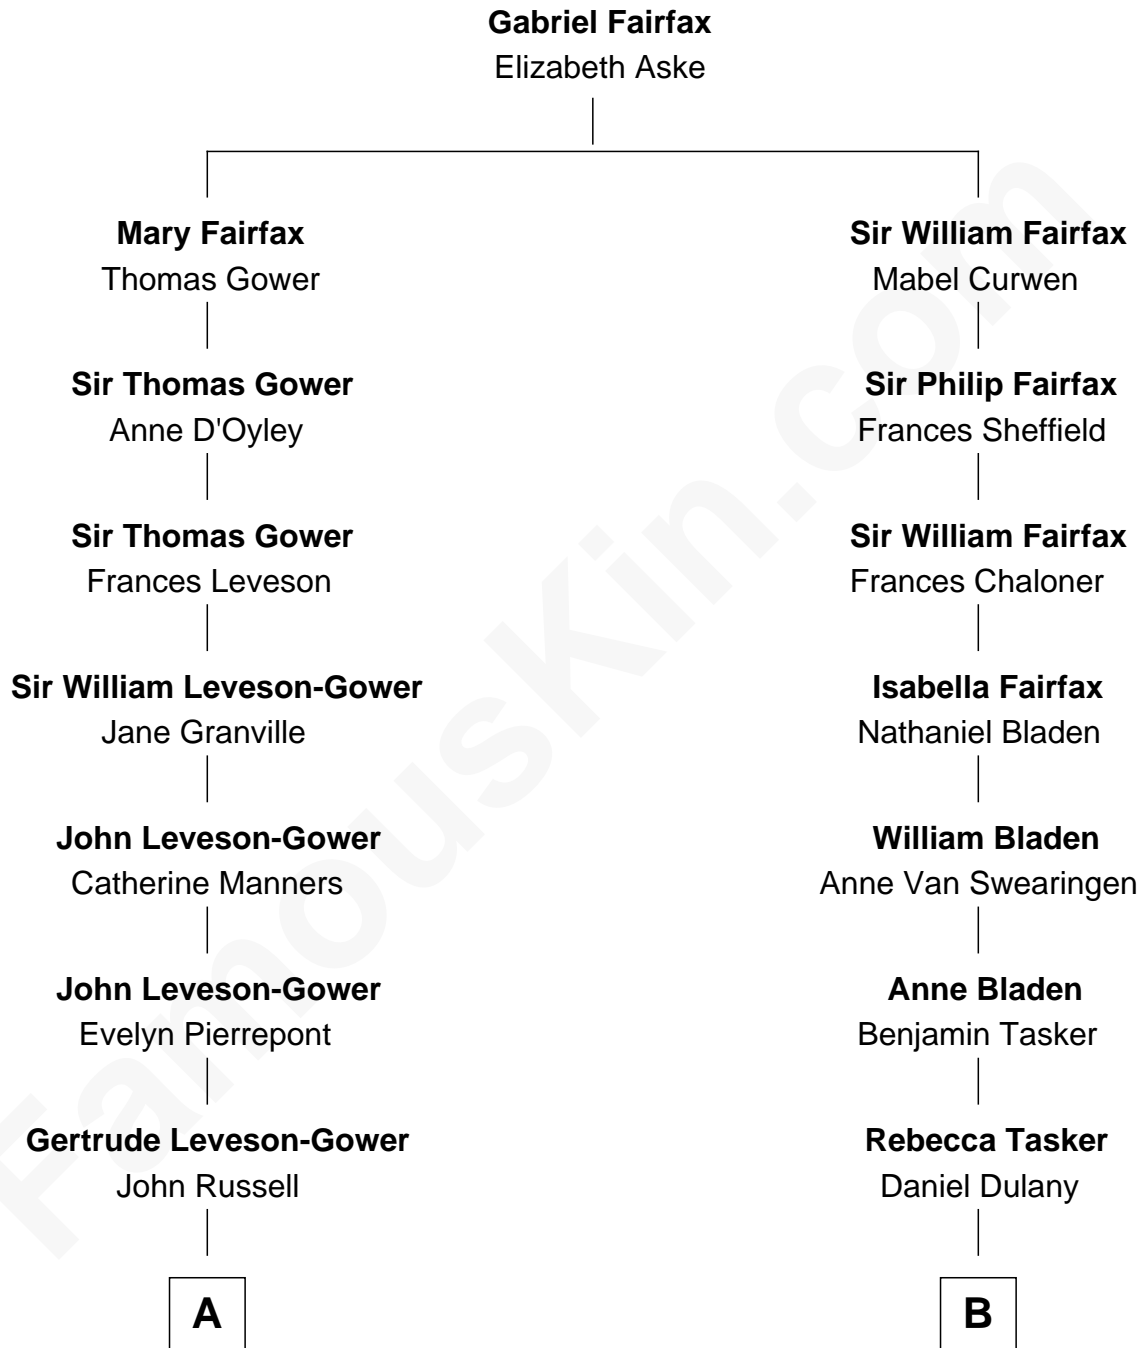 Gabriel Fairfax
Elizabeth Aske
Mary Fairfax
Thomas Gower
Sir William Fairfax
Mabel Curwen
Sir Thomas Gower
Anne D'Oyley
Sir Philip Fairfax
Frances Sheffield
Sir Thomas Gower
Frances Leveson
Sir William Fairfax
Frances Chaloner
Sir William Leveson-Gower
Jane Granville
Isabella Fairfax
Nathaniel Bladen
John Leveson-Gower
Catherine Manners
William Bladen
Anne Van Swearingen
John Leveson-Gower
Evelyn Pierrepont
Anne Bladen
Benjamin Tasker
Gertrude Leveson-Gower
John Russell
Rebecca Tasker
Daniel Dulany
A
B
FamousKin.com